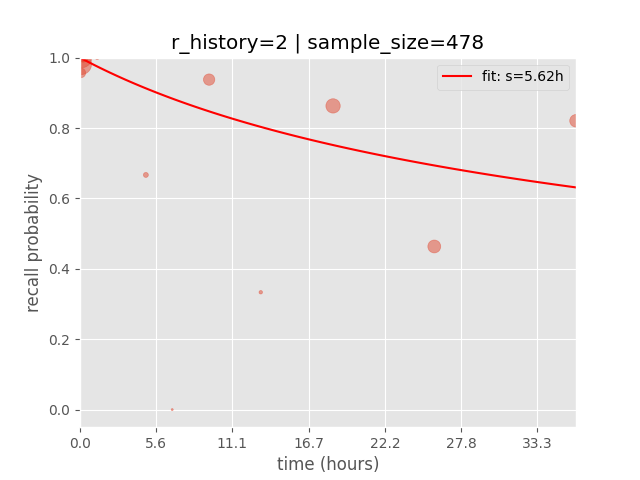 r_history=2 | sample_size=478
fit: s=5.62h
1.0
0.8
0.6
0.4
0.2
0.0
recall probability
0.0 5.6 11.1 16.7 22.2 27.8 33.3
time (hours)